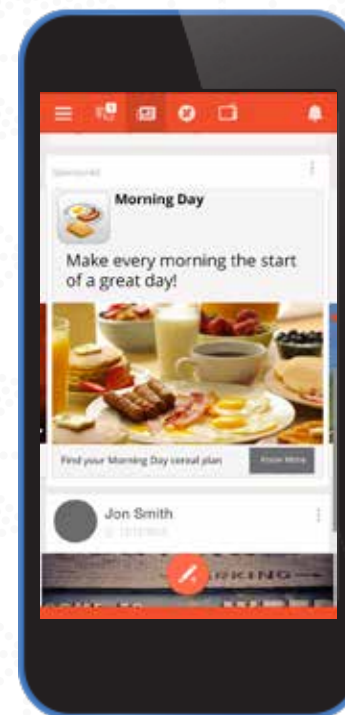 1
Sponsored
Morning Day
Make every morning the start
of a great day!
Find your Morning Day cereal plan
Know More
Jon Smith